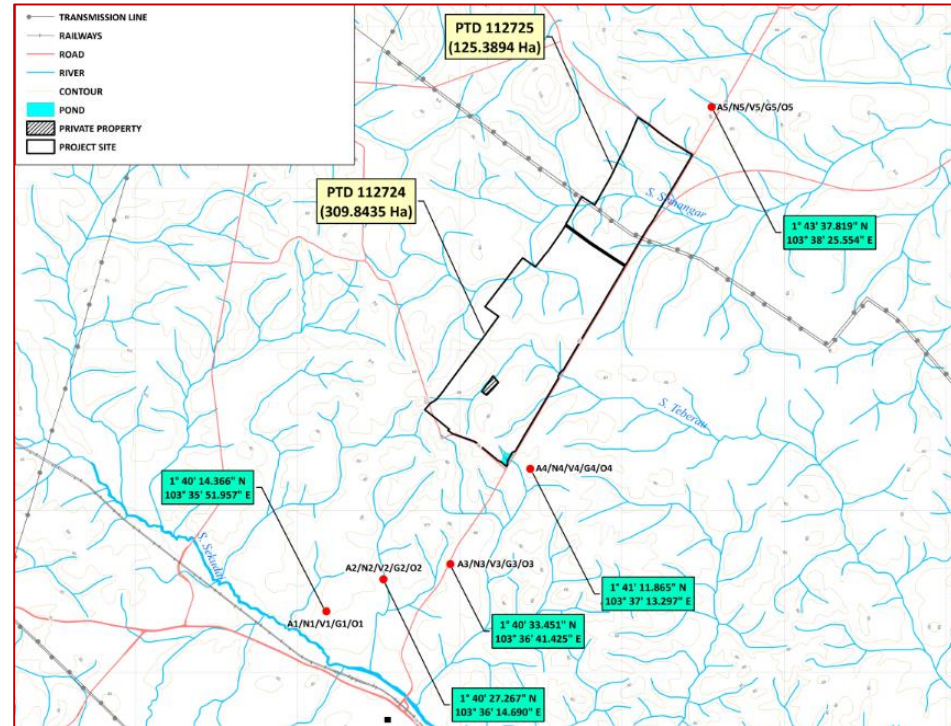 TRANSMISSION LINE
RAILWAYS
ROAD
RIVER
CONTOUR
POND
PRIVATE PROPERTY
PROJECT SITE
PTD 112725
(125.3894 Ha)
A5/N5/V5/G5/O5
PTD 112724
(309.8435 Ha)
1° 43' 37.819" N
103° 38' 25.554" E
S. Teberau
A4/N4/V4/G4/O4
1° 40' 14.366" N
103° 35' 51.957" E
S. Sekudai
A2/N2/V2/G2/O2
A3/N3/V3/G3/O3
1° 41' 11.865" N
103° 37' 13.297" E
A1/N1/V1/G1/O1
1° 40' 33.451" N
103° 36' 41.425" E
1° 40' 27.267" N
103° 36' 14.690" E